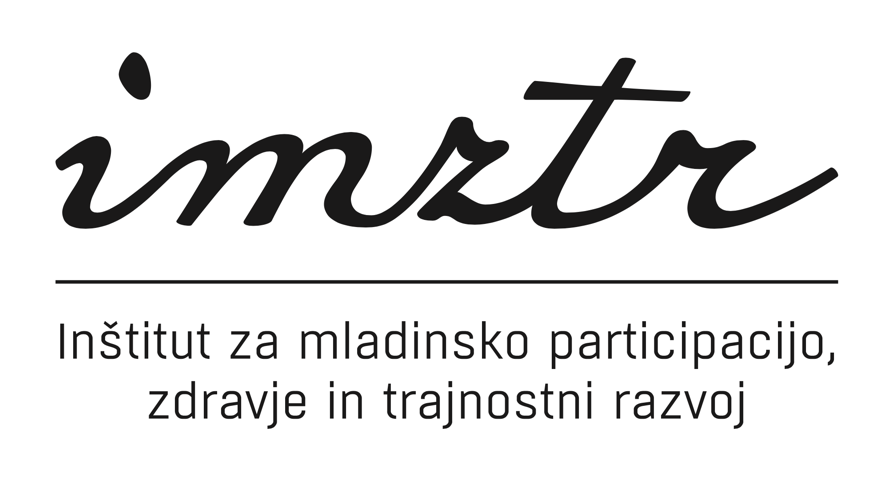 imztr
Inštitut za mladinsko participacijo,
zdravje in trajnostni razvoj